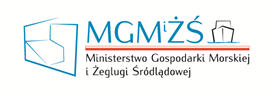 MGMiŻŚ
Ministerstwo Gospodarki Morskiej
i Żeglugi Śródlądowej